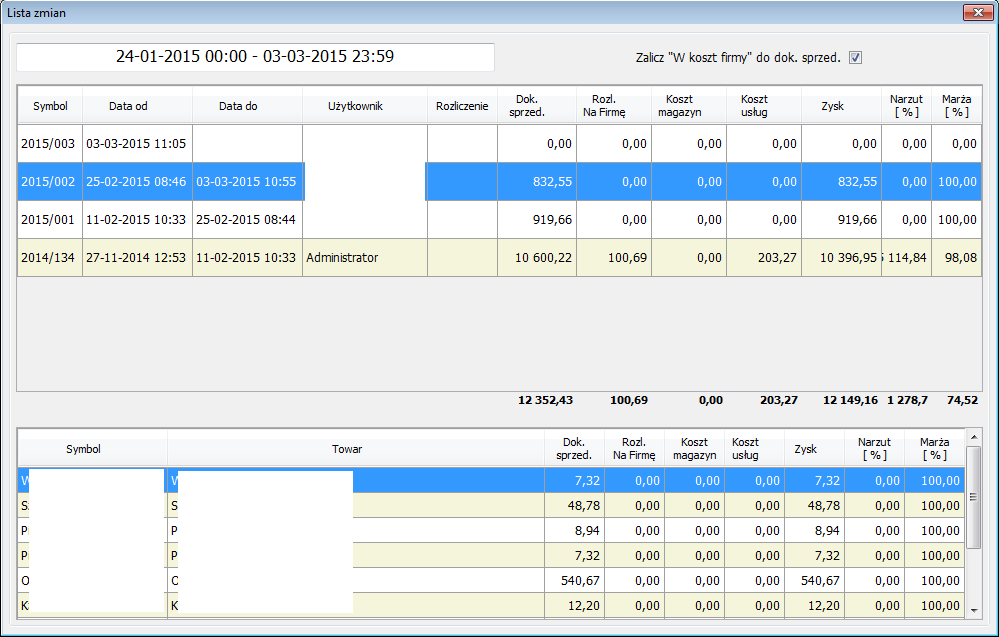 Lista zmian
24-01-2015 00:00 - 03-03-2015 23:59
Zalicz "W koszt firmy" do dok. sprzed.
Symbol Data od Data do Użytkownik Rozliczenie Dok. sprzed. Rozl. Na Firmę Koszt magazyn Koszt usług Zysk Narzut [ % ] Marża [ % ]
2015/003 03-03-2015 11:05 0,00 0,00 0,00 0,00 0,00 0,00 0,00
2015/002 25-02-2015 08:46 03-03-2015 10:55 832,55 0,00 0,00 0,00 832,55 0,00 100,00
2015/001 11-02-2015 10:33 25-02-2015 08:44 919,66 0,00 0,00 0,00 919,66 0,00 100,00
2014/134 27-11-2014 12:53 11-02-2015 10:33 Administrator 10 600,22 100,69 0,00 203,27 10 396,95 114,84 98,08
12 352,43 100,69 0,00 203,27 12 149,16 1 278,7 74,52
Symbol Towar Dok. sprzed. Rozl. Na Firmę Koszt magazyn Koszt usług Zysk Narzut [ % ] Marża [ % ]
W W 7,32 0,00 0,00 0,00 7,32 0,00 100,00
S 48,78 0,00 0,00 0,00 48,78 0,00 100,00
P 8,94 0,00 0,00 0,00 8,94 0,00 100,00
P 7,32 0,00 0,00 0,00 7,32 0,00 100,00
O O 540,67 0,00 0,00 0,00 540,67 0,00 100,00
K K 12,20 0,00 0,00 0,00 12,20 0,00 100,00